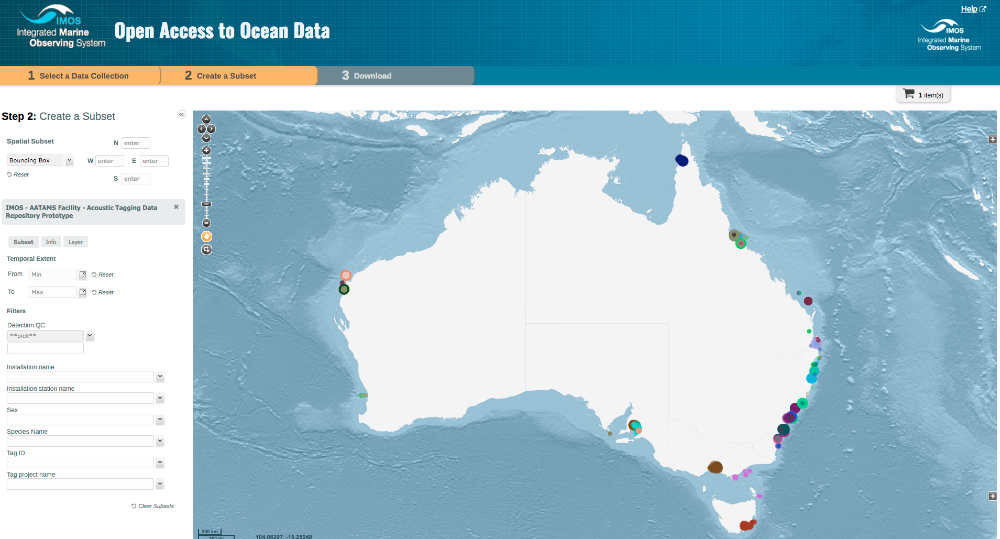 Help
IMOS
Integrated Marine
Observing System
Open Access to Ocean Data
IMOS
Integrated Marine
Observing System
1 Select a Data Collection
2 Create a Subset
3 Download
1 item(s)
Step 2: Create a Subset
Spatial Subset
N enter
Bounding Box
W enter E enter
Reset
S enter
IMOS - AATAMS Facility - Acoustic Tagging Data
Repository Prototype
Subset Info Layer
Temporal Extent
From Min Reset
To Max Reset
Filters
Detection QC
**pick**
Installation name
Installation station name
Sex
Species Name
Tag ID
Tag project name
Clear Subsets
200 km
200 mi
104.08297, -19.25049